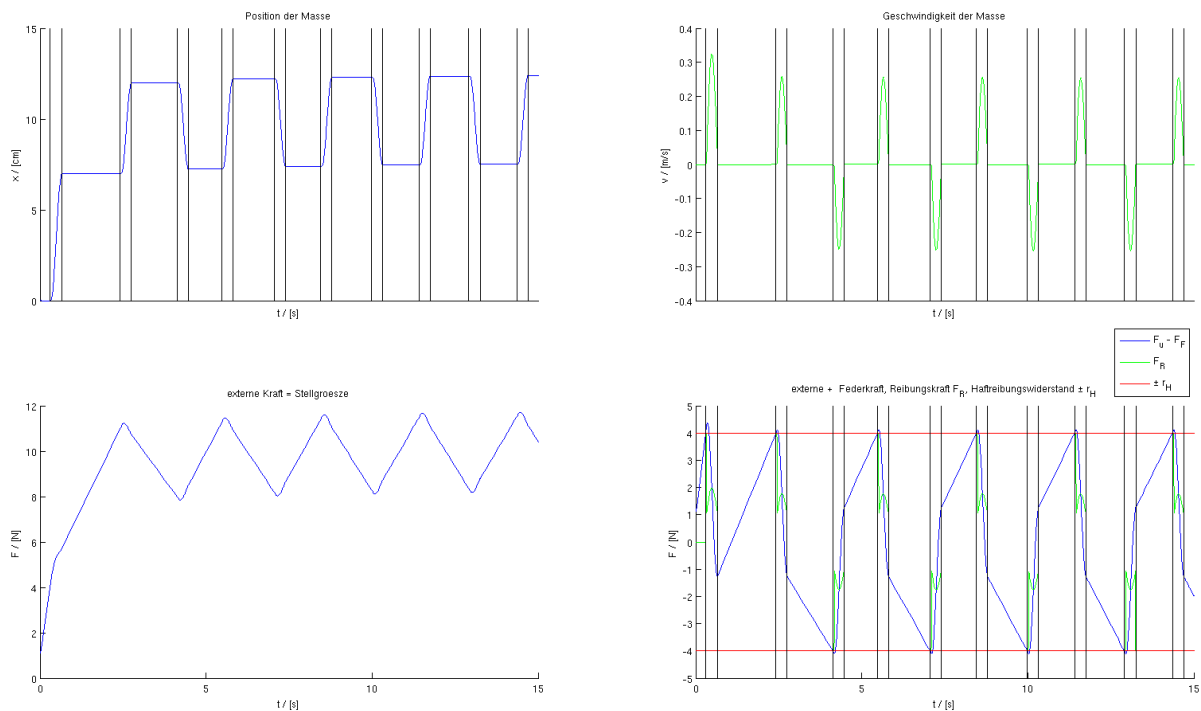 Position der Masse
15
10
5
0
x / [cm]
t / [s]
Geschwindigkeit der Masse
0.4
0.3
0.2
0.1
0
-0.1
-0.2
-0.3
-0.4
v / [m/s]
t / [s]
F_u - F_F
F_R
± r_H
externe Kraft = Stellgroesze
12
10
8
6
4
2
0
F / [N]
0
5
10
15
t / [s]
externe + Federkraft, Reibungskraft F_R, Haftreibungswiderstand ± r_H
5
4
3
2
1
0
-1
-2
-3
-4
-5
F / [N]
0
5
10
15
t / [s]